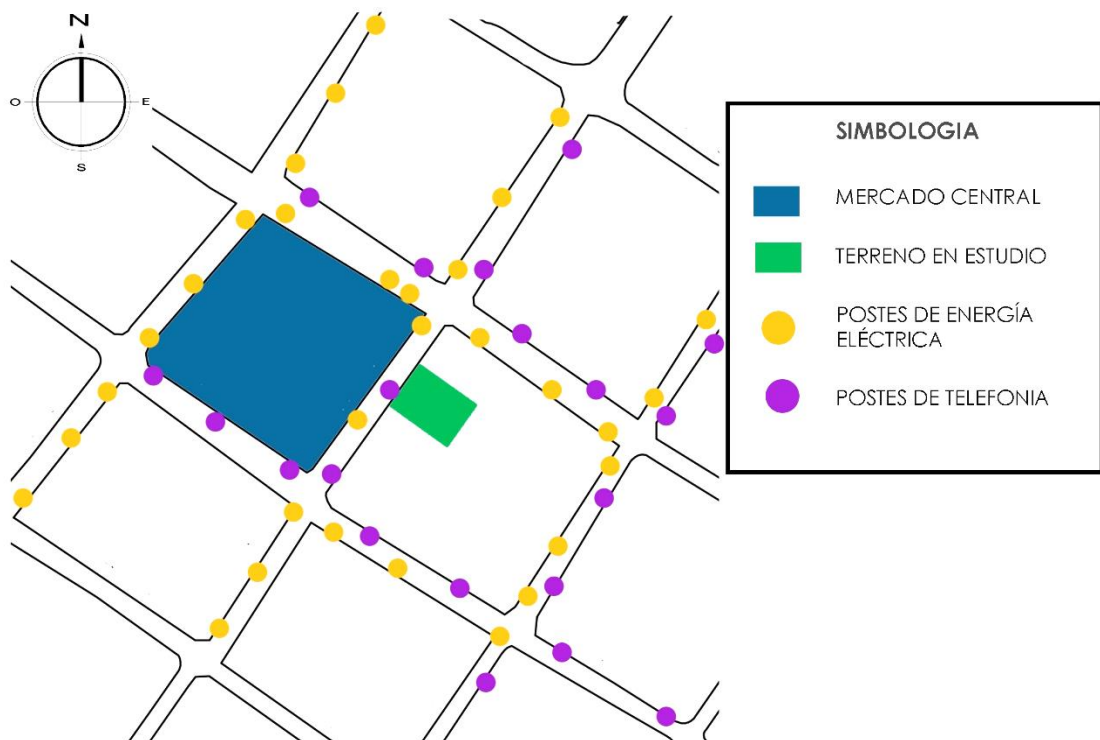 N
O
E
S
SIMBOLOGIA
MERCADO CENTRAL
TERRENO EN ESTUDIO
POSTES DE ENERGÍA
ELÉCTRICA
POSTES DE TELEFONIA